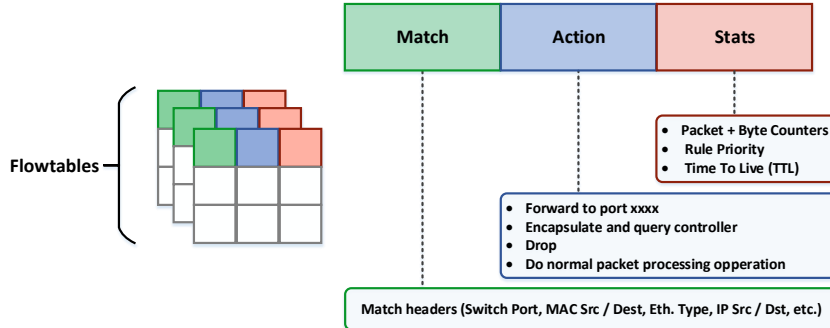 Match
Action
Stats
Flowtables
Packet + Byte Counters
Rule Priority
Time To Live (TTL)
Forward to port xxxx
Encapsulate and query controller
Drop
Do normal packet processing opperation
Match headers (Switch Port, MAC Src / Dest, Eth. Type, IP Src / Dst, etc.)